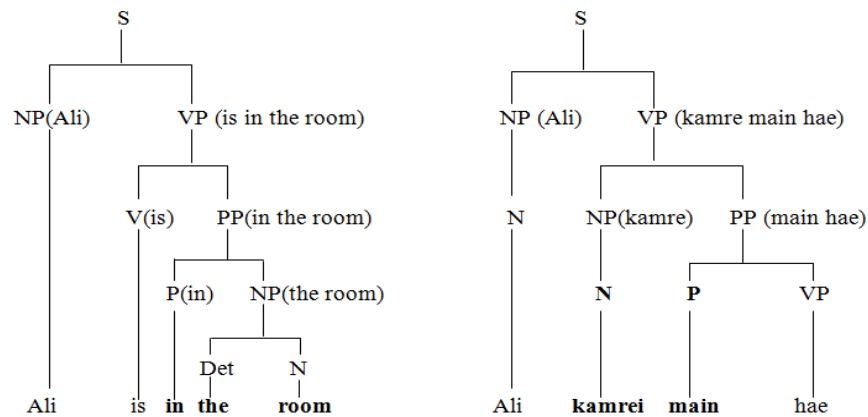 S S
NP(Ali) VP (is in the room) NP (Ali) VP (kamre main hae)
V(is) PP(in the room) N NP(kamre) PP (main hae)
P(in) NP(the room) N P VP
Det N
Ali is in the room Ali kamrei main hae